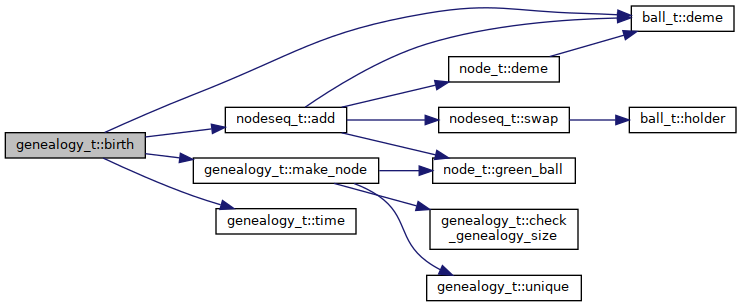 genealogy_t::birth
nodeseq_t::add
genealogy_t::make_node
genealogy_t::time
ball_t::deme
node_t::deme
nodeseq_t::swap
ball_t::holder
node_t::green_ball
genealogy_t::check
_genealogy_size
genealogy_t::unique